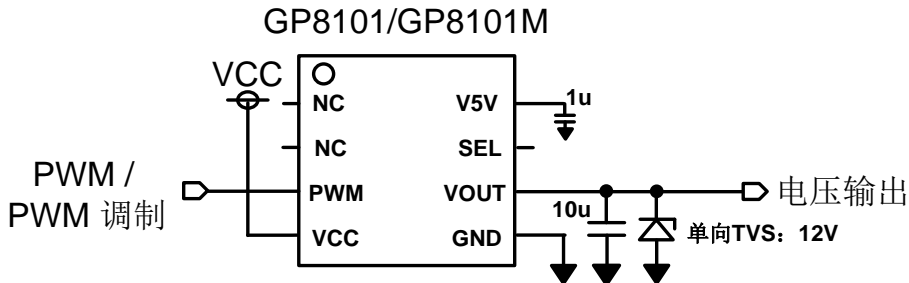 GP8101/GP8101M
VCC
NC
V5V
1u
NC
SEL
PWM /
PWM 调制
PWM
VOUT
电压输出
10u
VCC
GND
单向TVS：12V